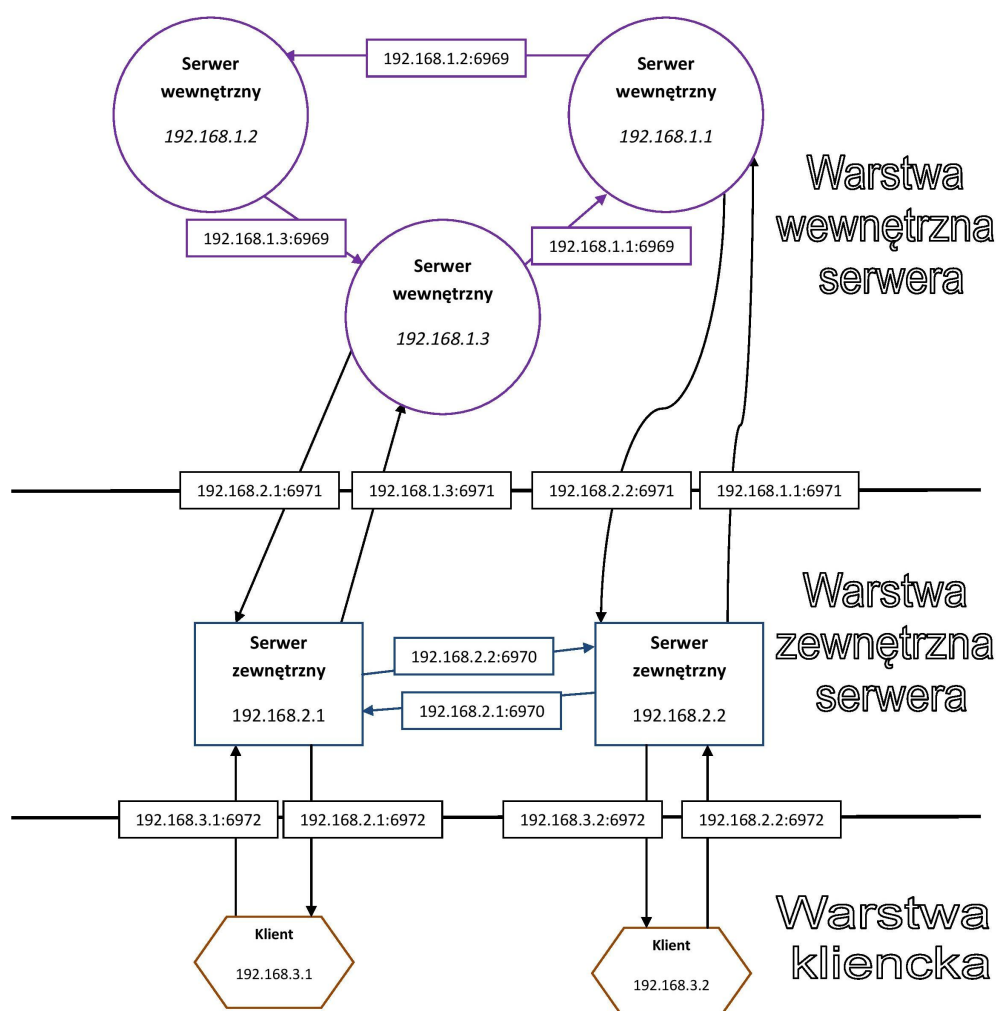 192.168.1.2:6969
Serwer
wewnętrzny
192.168.1.2
Serwer
wewnętrzny
192.168.1.1
Warstwa
wewnętrzna
serwera
192.168.1.3:6969
192.168.1.1:6969
Serwer
wewnętrzny
192.168.1.3
192.168.2.1:6971
192.168.1.3:6971
192.168.2.2:6971
192.168.1.1:6971
Warstwa
zewnętrzna
serwera
Serwer
zewnętrzny
192.168.2.1
192.168.2.2:6970
192.168.2.1:6970
Serwer
zewnętrzny
192.168.2.2
192.168.3.1:6972
192.168.2.1:6972
192.168.3.2:6972
192.168.2.2:6972
Klient
192.168.3.1
Klient
192.168.3.2
Warstwa
kliencka